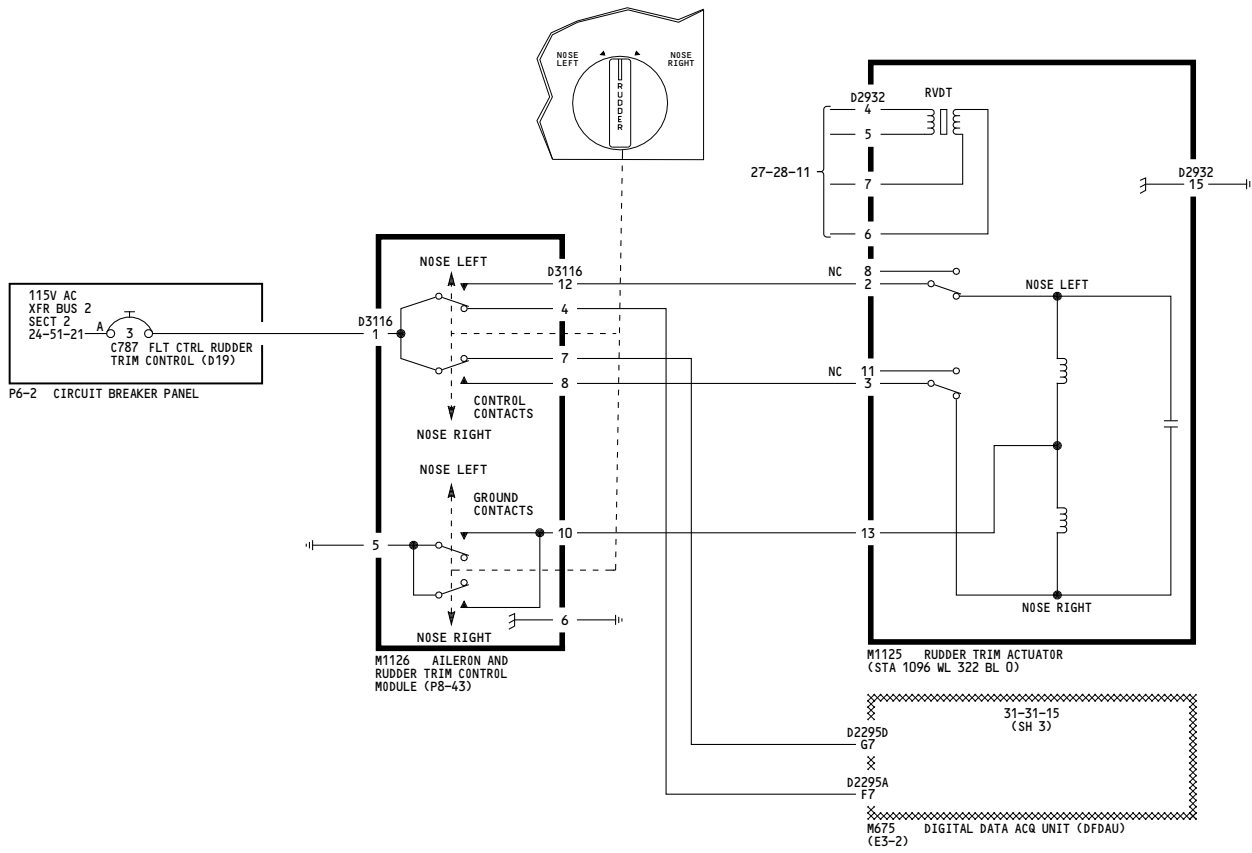 NOSE LEFT
NOSE RIGHT
RUDDER
115V AC
XFR BUS 2
SECT 2
24-51-21
A
3
C787 FLT CTRL RUDDER
TRIM CONTROL (D19)
P6-2 CIRCUIT BREAKER PANEL
D3116
1
NOSE LEFT
D3116
12
4
7
8
CONTROL
CONTACTS
NOSE RIGHT
NOSE LEFT
GROUND
CONTACTS
5
10
6
NOSE RIGHT
M1126 AILERON AND
RUDDER TRIM CONTROL
MODULE (P8-43)
27-28-11
D2932
4
5
7
6
RVDT
D2932
15
NC 8
2
NOSE LEFT
NC 11
3
13
NOSE RIGHT
M1125 RUDDER TRIM ACTUATOR
(STA 1096 WL 322 BL 0)
31-31-15
(SH 3)
D2295D
G7
D2295A
F7
M675 DIGITAL DATA ACQ UNIT (DFDAU)
(E3-2)